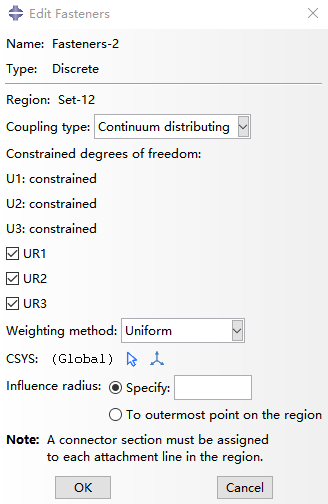 Edit Fasteners
Name: Fasteners-2
Type: Discrete
Region: Set-12
Coupling type: Continuum distributing
Constrained degrees of freedom:
U1: constrained
U2: constrained
U3: constrained
UR1
UR2
UR3
Weighting method: Uniform
CSYS: (Global)
Influence radius: Specify:
To outermost point on the region
Note: A connector section must be assigned
to each attachment line in the region.
OK Cancel